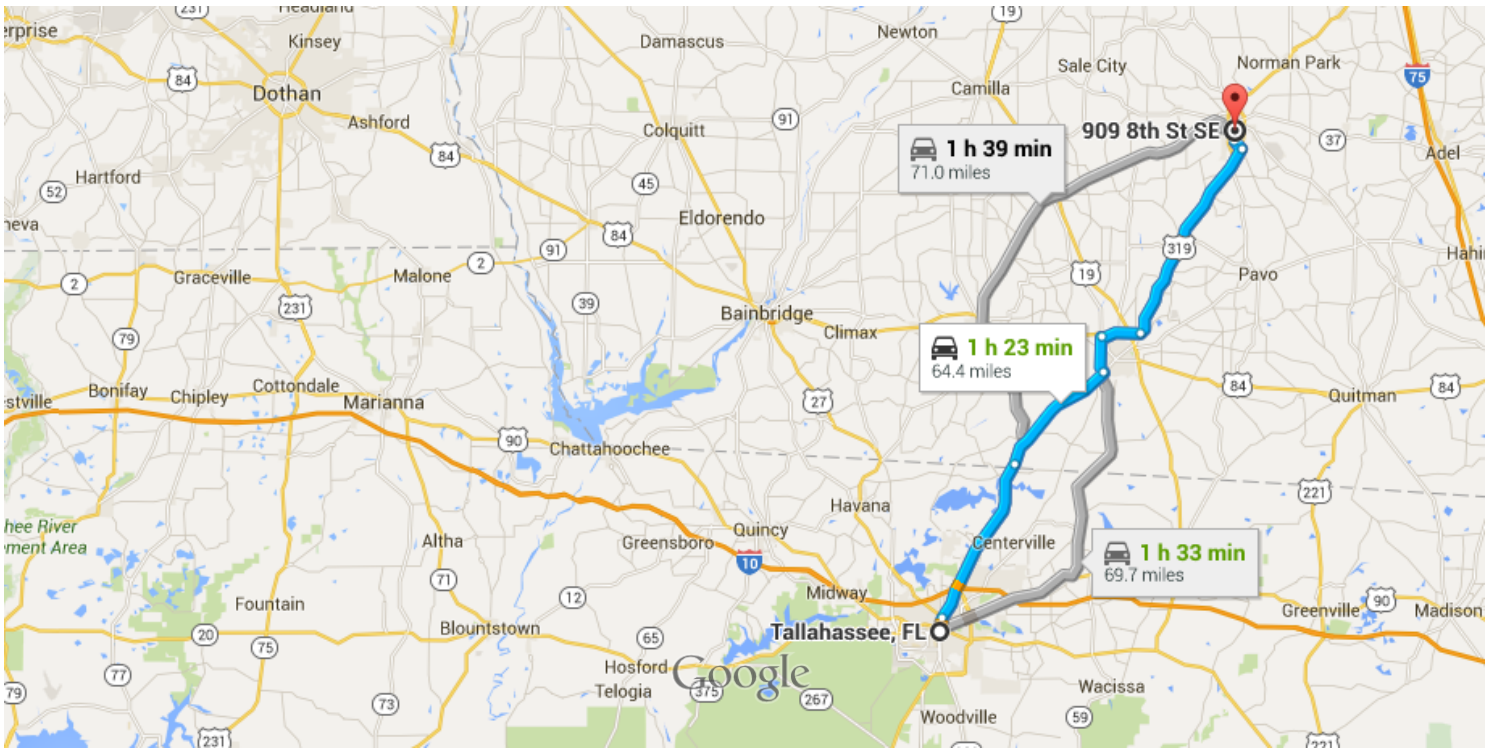 231
Headland
19
Newton
erprise
Kinsey
Damascus
Sale City
Norman Park
84
Camilla
75
Dothan
91
Ashford
Colquitt
909 8th St SE
37
Adel
84
1 h 39 min
71.0 miles
Hartford
52
45
Eldorendo
neva
84
91
319
2
Hahi
Graceville
Malone
19
Pavo
2
231
39
Bainbridge
Climax
79
1 h 23 min
64.4 miles
Bonifay
Chipley
Cottondale
Marianna
27
84
Quitman
84
stville
90
Chattahoochee
221
Havana
hee River
ement Area
Altha
Greensboro
Quincy
Centerville
1 h 33 min
69.7 miles
10
71
Midway
Fountain
12
Greenville
90
Madison
20
75
Blountstown
65
Tallahassee, FL
77
Hosford
Google
79
Telogia
375
267
Wacissa
73
Woodville
59
231
221